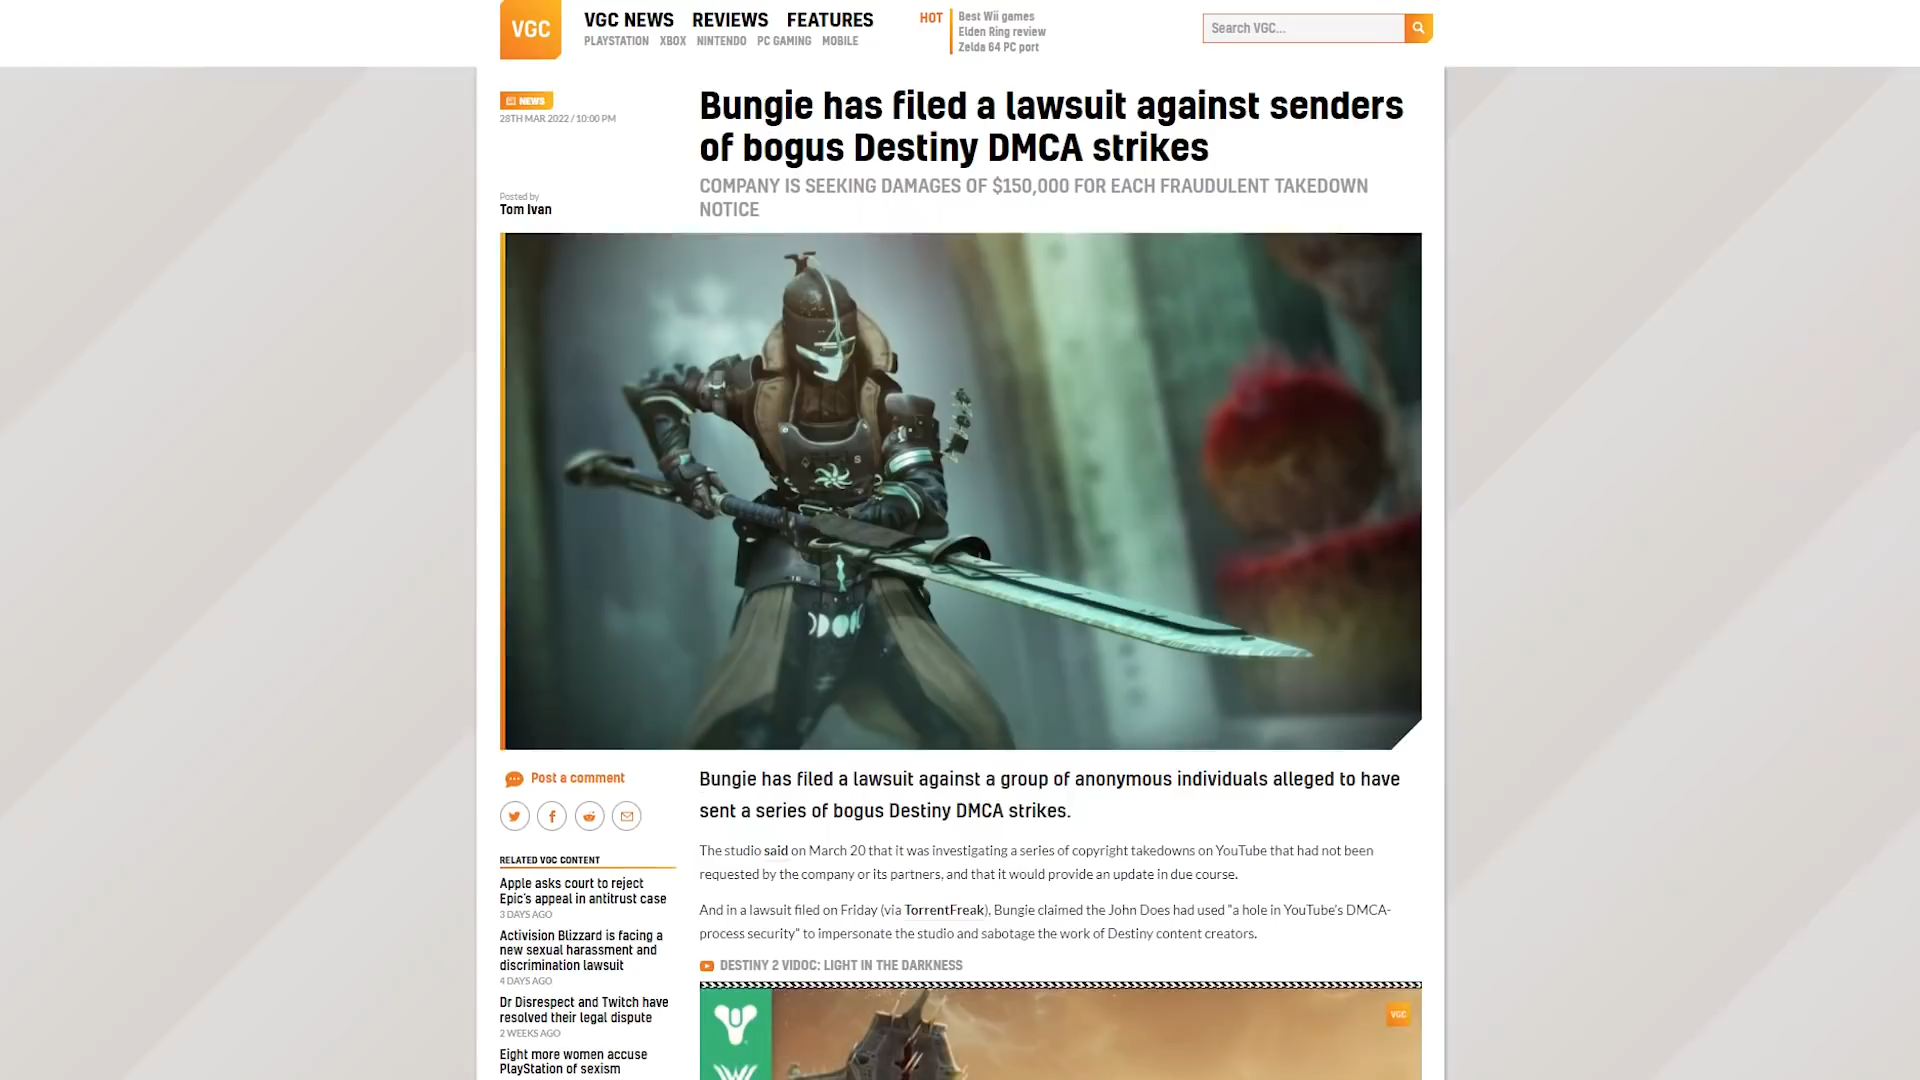 VGC
VGC NEWS REVIEWS FEATURES
PLAYSTATION XBOX NINTENDO PC GAMING MOBILE
HOT
Best Wii games
Elden Ring review
Zelda 64 PC port
Search VGC...
NEWS
28TH MAR 2022 / 10:00 PM
Posted by
Tom Ivan
Bungie has filed a lawsuit against senders
of bogus Destiny DMCA strikes
COMPANY IS SEEKING DAMAGES OF $150,000 FOR EACH FRAUDULENT TAKEDOWN
NOTICE
Post a comment
RELATED VGC CONTENT
Apple asks court to reject
Epic's appeal in antitrust case
3 DAYS AGO
Activision Blizzard is facing a
new sexual harassment and
discrimination lawsuit
4 DAYS AGO
Dr Disrespect and Twitch have
resolved their legal dispute
2 WEEKS AGO
Eight more women accuse
PlayStation of sexism
Bungie has filed a lawsuit against a group of anonymous individuals alleged to have
sent a series of bogus Destiny DMCA strikes.
The studio said on March 20 that it was investigating a series of copyright takedowns on YouTube that had not been
requested by the company or its partners, and that it would provide an update in due course.
And in a lawsuit filed on Friday (via TorrentFreak), Bungie claimed the John Does had used "a hole in YouTube's DMCA-
process security" to impersonate the studio and sabotage the work of Destiny content creators.
DESTINY 2 VIDOC: LIGHT IN THE DARKNESS
VGC